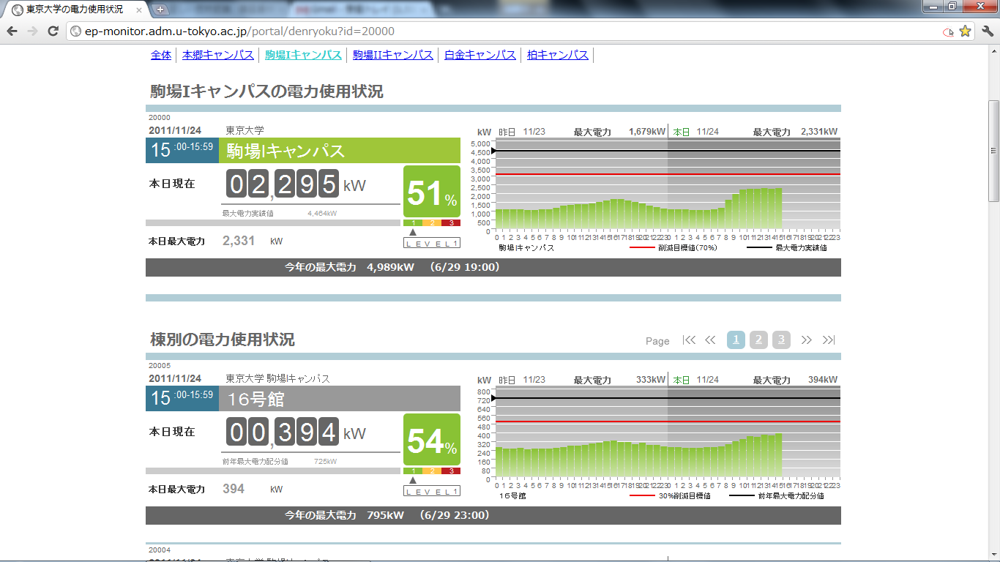 東京大学の電力使用状況
ep-monitor.adm.u-tokyo.ac.jp/portal/denryoku?id=20000
全体 本郷キャンパス 駒場Iキャンパス 駒場IIキャンパス 白金キャンパス 柏キャンパス
駒場Iキャンパスの電力使用状況
20000
2011/11/24 東京大学
15 :00-15:59 駒場Iキャンパス
本日現在 02,295 kW 51%
最大電力実績値 4,464kW
1 2 3
本日最大電力 2,331 kW LEVEL1
kW 昨日 11/23 最大電力 1,679kW 本日 11/24 最大電力 2,331kW
5,000
4,500
4,000
3,500
3,000
2,500
2,000
1,500
1,000
500
0
0 1 2 3 4 5 6 7 8 9 10 11 12 13 14 15 16 17 18 19 20 21 22 23 0 1 2 3 4 5 6 7 8 9 10 11 12 13 14 15 16 17 18 19 20 21 22 23
駒場Iキャンパス 削減目標値(70%) 最大電力実績値
今年の最大電力 4,989kW (6/29 19:00)
棟別の電力使用状況
Page 1 2 3
20005
2011/11/24 東京大学 駒場Iキャンパス
15 :00-15:59 16号館
本日現在 00,394 kW 54%
前年最大電力配分値 725kW
1 2 3
本日最大電力 394 kW LEVEL1
kW 昨日 11/23 最大電力 333kW 本日 11/24 最大電力 394kW
800
720
640
560
480
400
320
240
160
80
0
0 1 2 3 4 5 6 7 8 9 10 11 12 13 14 15 16 17 18 19 20 21 22 23 0 1 2 3 4 5 6 7 8 9 10 11 12 13 14 15 16 17 18 19 20 21 22 23
16号館 30%削減目標値 前年最大電力配分値
今年の最大電力 795kW (6/29 23:00)
20004